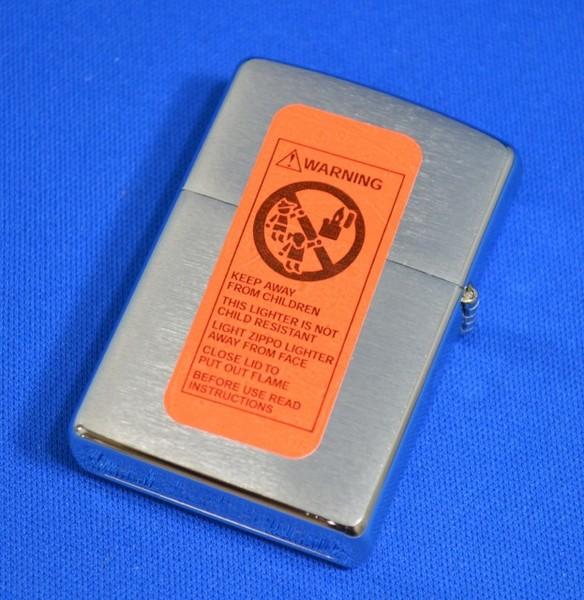 WARNING
KEEP AWAY
FROM CHILDREN
THIS LIGHTER IS NOT
CHILD RESISTANT
LIGHT ZIPPO LIGHTER
AWAY FROM FACE
CLOSE LID TO
PUT OUT FLAME
BEFORE USE READ
INSTRUCTIONS